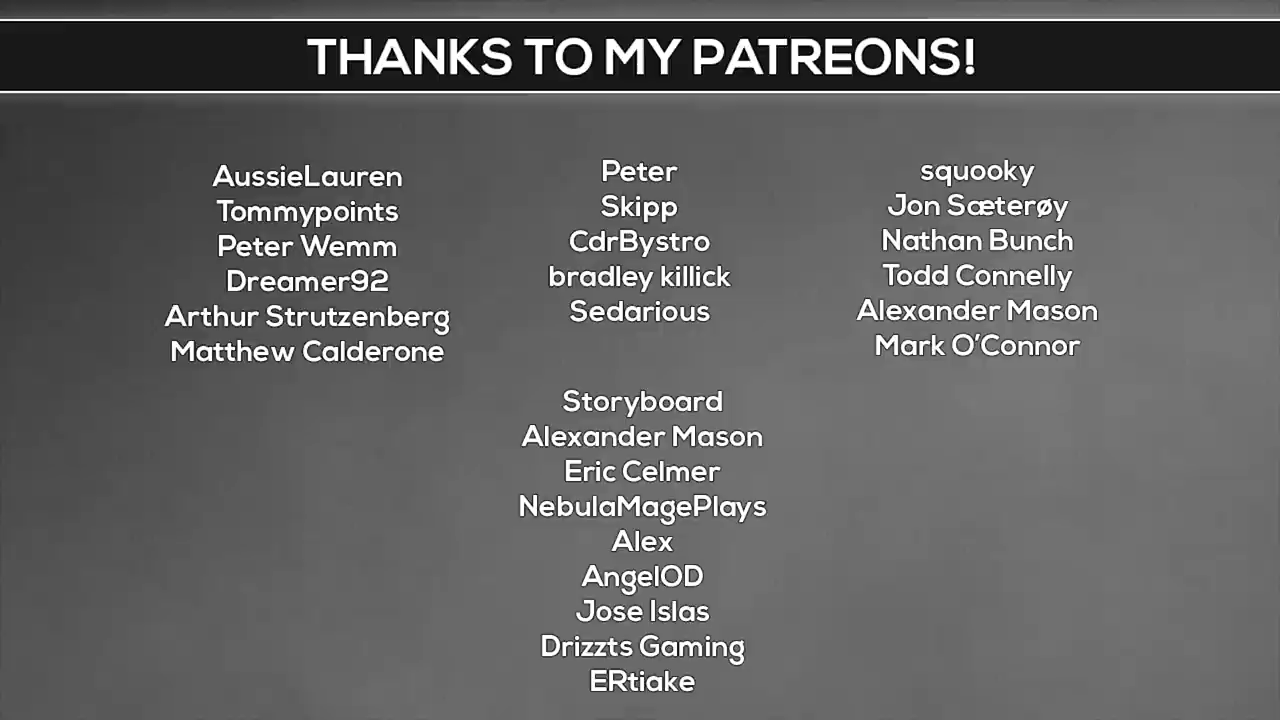 THANKS TO MY PATREONS!
AussieLauren
Tommypoints
Peter Wemm
Dreamer92
Arthur Strutzenberg
Matthew Calderone
Peter
Skipp
CdrBystro
bradley killick
Sedarious
squooky
Jon Sæterøy
Nathan Bunch
Todd Connelly
Alexander Mason
Mark O'Connor
Storyboard
Alexander Mason
Eric Celmer
NebulaMagePlays
Alex
AngelOD
Jose Islas
Drizzts Gaming
ERtiake